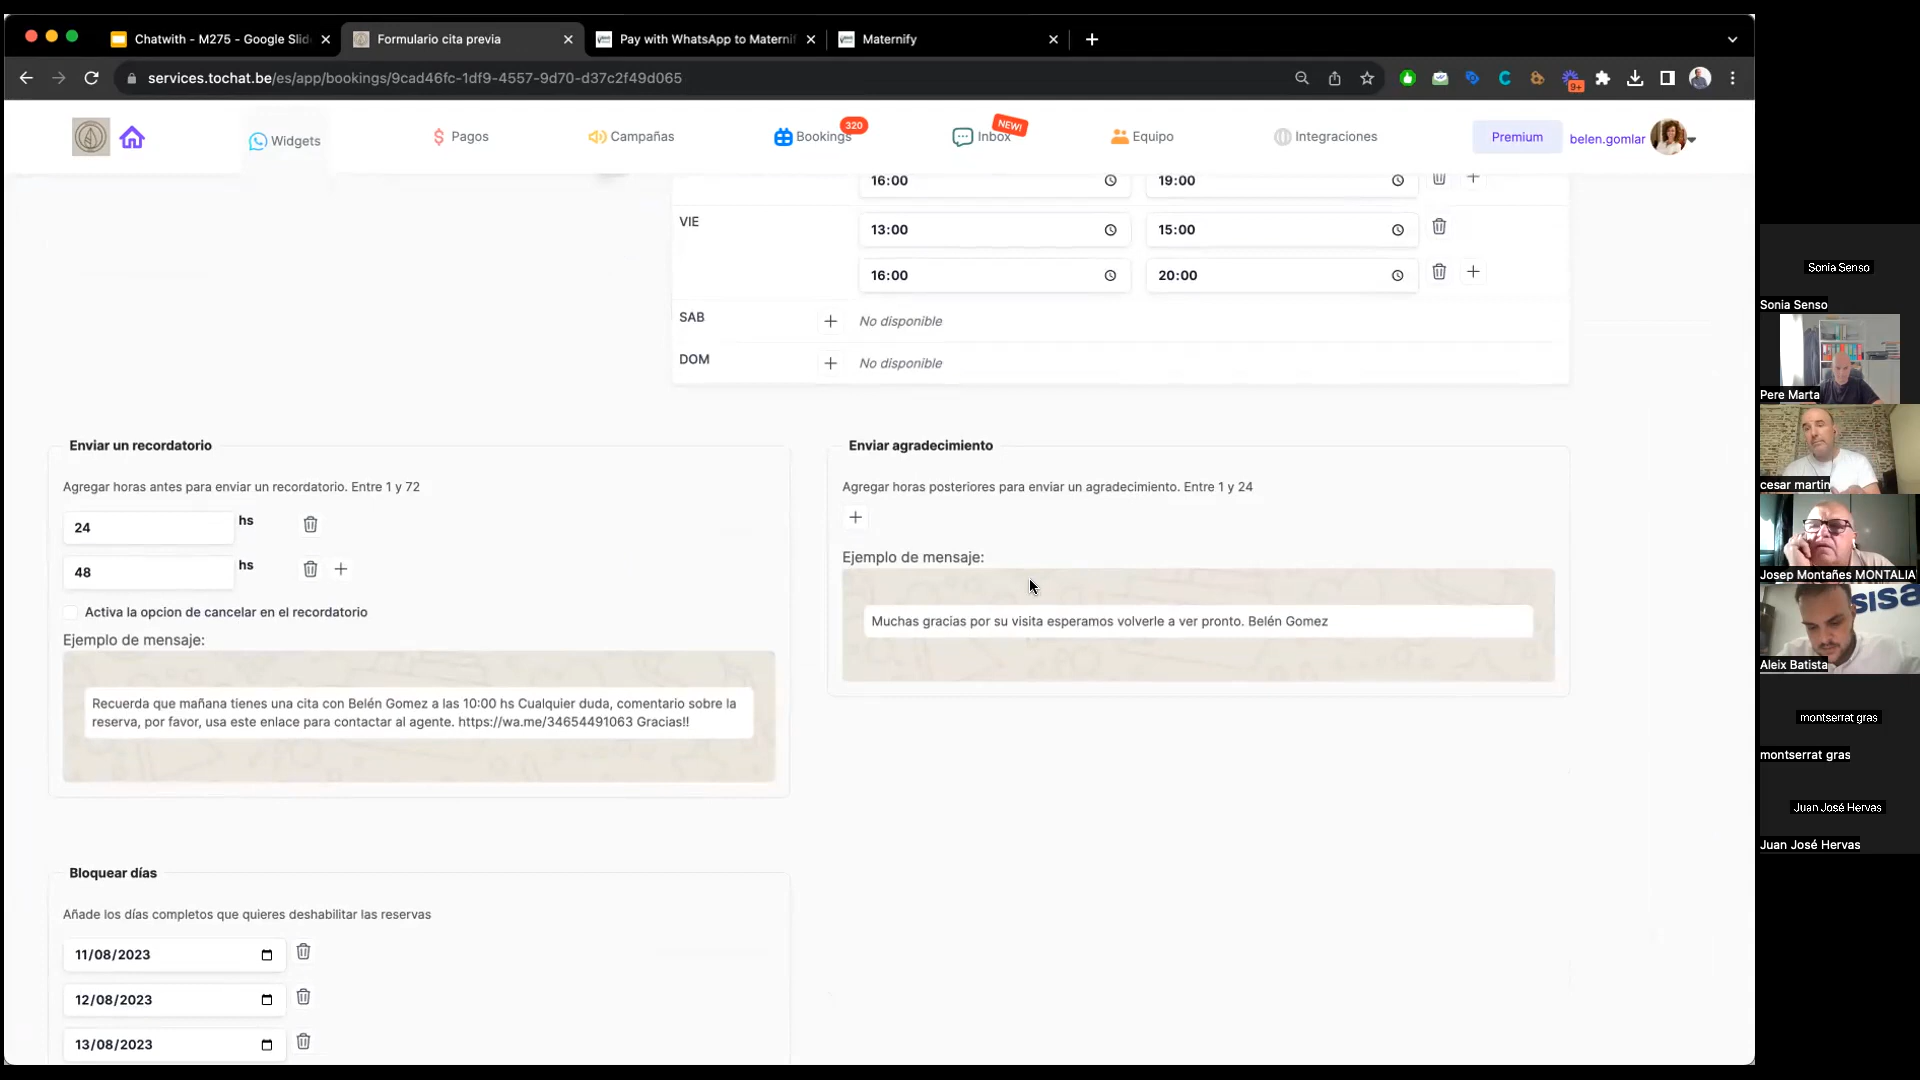 Chatwith - M275 - Google Slid
Formulario cita previa
Pay with WhatsApp to Materni
Maternify
services.tochat.be/es/app/bookings/9cad46fc-1df9-4557-9d70-d37c2f49d065
9+
Widgets
Pagos
Campañas
Bookings
320
Inbox
NEW!
Equipo
Integraciones
Premium
belen.gomlar
16:00
19:00
VIE
13:00
15:00
16:00
20:00
SAB
No disponible
DOM
No disponible
Enviar un recordatorio
Agregar horas antes para enviar un recordatorio. Entre 1 y 72
24
hs
48
hs
Activa la opcion de cancelar en el recordatorio
Ejemplo de mensaje:
Recuerda que mañana tienes una cita con Belén Gomez a las 10:00 hs Cualquier duda, comentario sobre la
reserva, por favor, usa este enlace para contactar al agente. https://wa.me/34654491063 Gracias!!
Enviar agradecimiento
Agregar horas posteriores para enviar un agradecimiento. Entre 1 y 24
Ejemplo de mensaje:
Muchas gracias por su visita esperamos volverle a ver pronto. Belén Gomez
Bloquear días
Añade los días completos que quieres deshabilitar las reservas
11/08/2023
12/08/2023
13/08/2023
Sonia Senso
Sonia Senso
Pere Marta
cesar martin
Josep Montañes MONTALIA
sisa
Aleix Batista
montserrat gras
montserrat gras
Juan José Hervas
Juan José Hervas